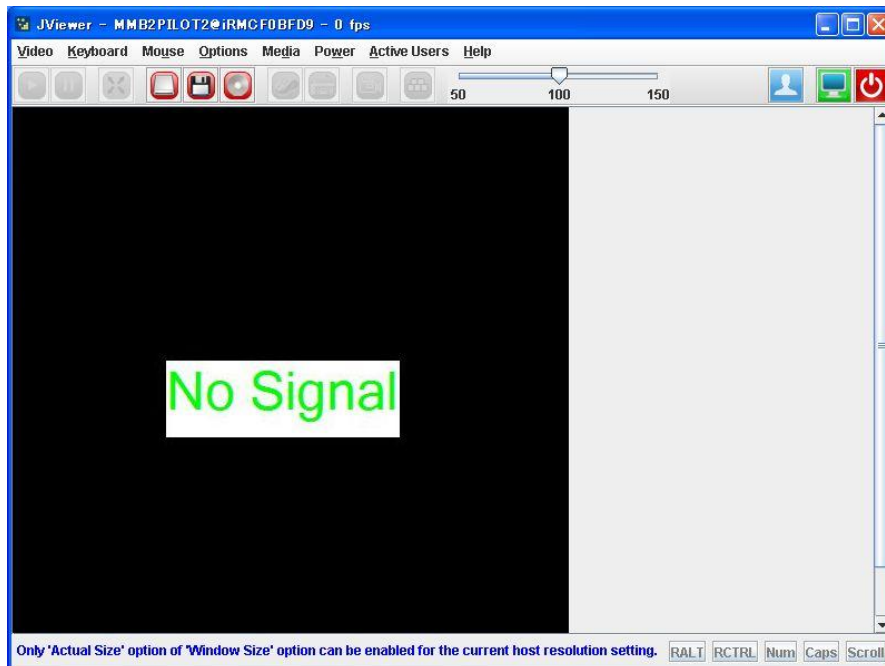 JViewer - MMB2PILOT2@iRMCF0BFD9 - 0 fps
Video Keyboard Mouse Options Media Power Active Users Help
50 100 150
No Signal
Only 'Actual Size' option of 'Window Size' option can be enabled for the current host resolution setting. RALT RCTRL Num Caps Scroll